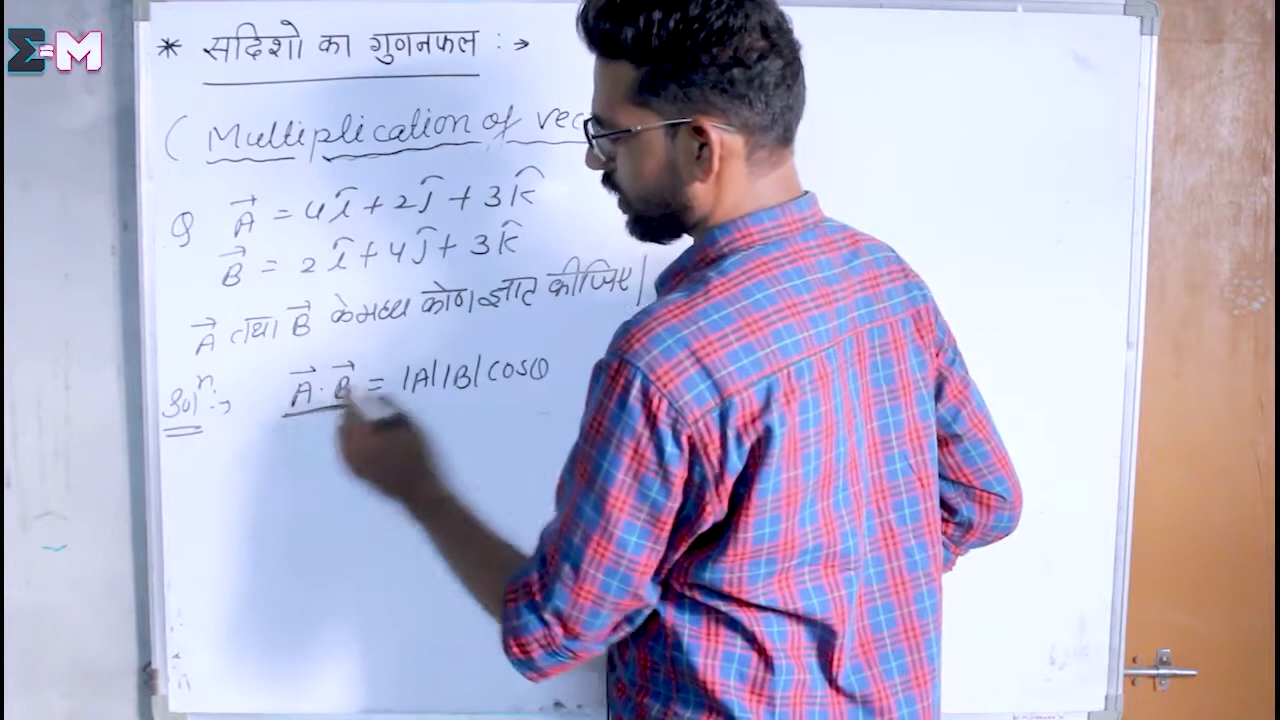 Σ=M
* सदिशो का गुणनफल :→
( Multiplication of vec
Q A⃗ = 4î + 2ĵ + 3k̂
B⃗ = 2î + 4ĵ + 3k̂
A⃗ तथा B⃗ के मध्य कोण ज्ञात कीजिए|
Solⁿ:→ A⃗ · B⃗ = |A||B| cosθ